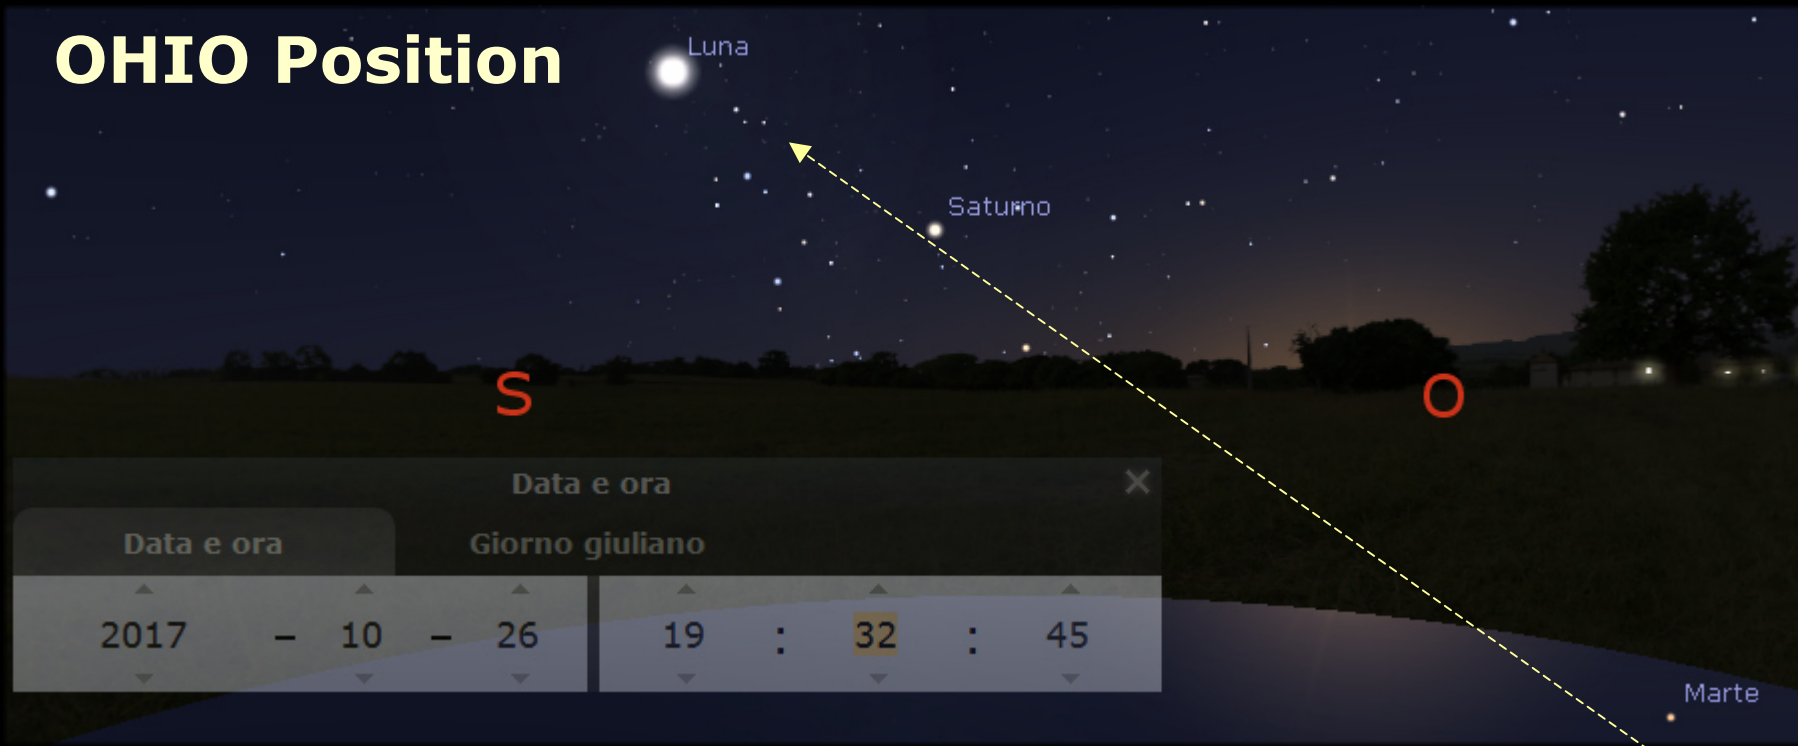 OHIO Position
Luna
Saturno
S
O
Data e ora
Data e ora Giorno giuliano
2017 – 10 – 26 19 : 32 : 45
Marte